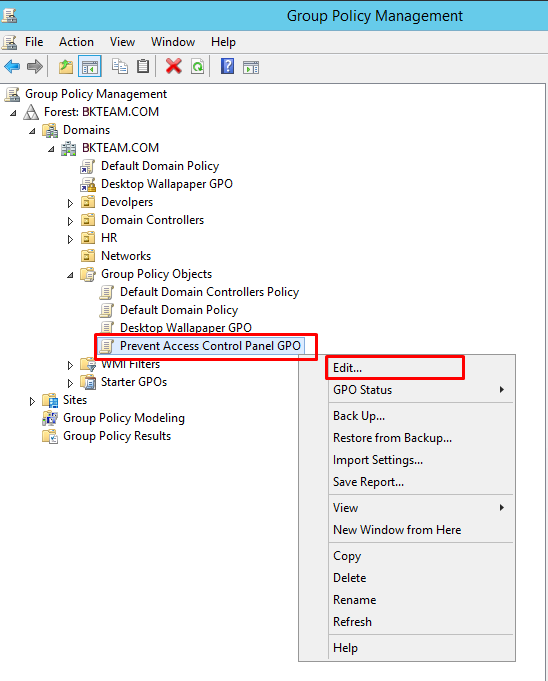 Group Policy Management
File Action View Window Help
Group Policy Management
Forest: BKTEAM.COM
Domains
BKTEAM.COM
Default Domain Policy
Desktop Wallapaper GPO
Devolpers
Domain Controllers
HR
Networks
Group Policy Objects
Default Domain Controllers Policy
Default Domain Policy
Desktop Wallapaper GPO
Prevent Access Control Panel GPO
WMI Filters
Starter GPOs
Sites
Group Policy Modeling
Group Policy Results
Edit...
GPO Status
Back Up...
Restore from Backup...
Import Settings...
Save Report...
View
New Window from Here
Copy
Delete
Rename
Refresh
Help